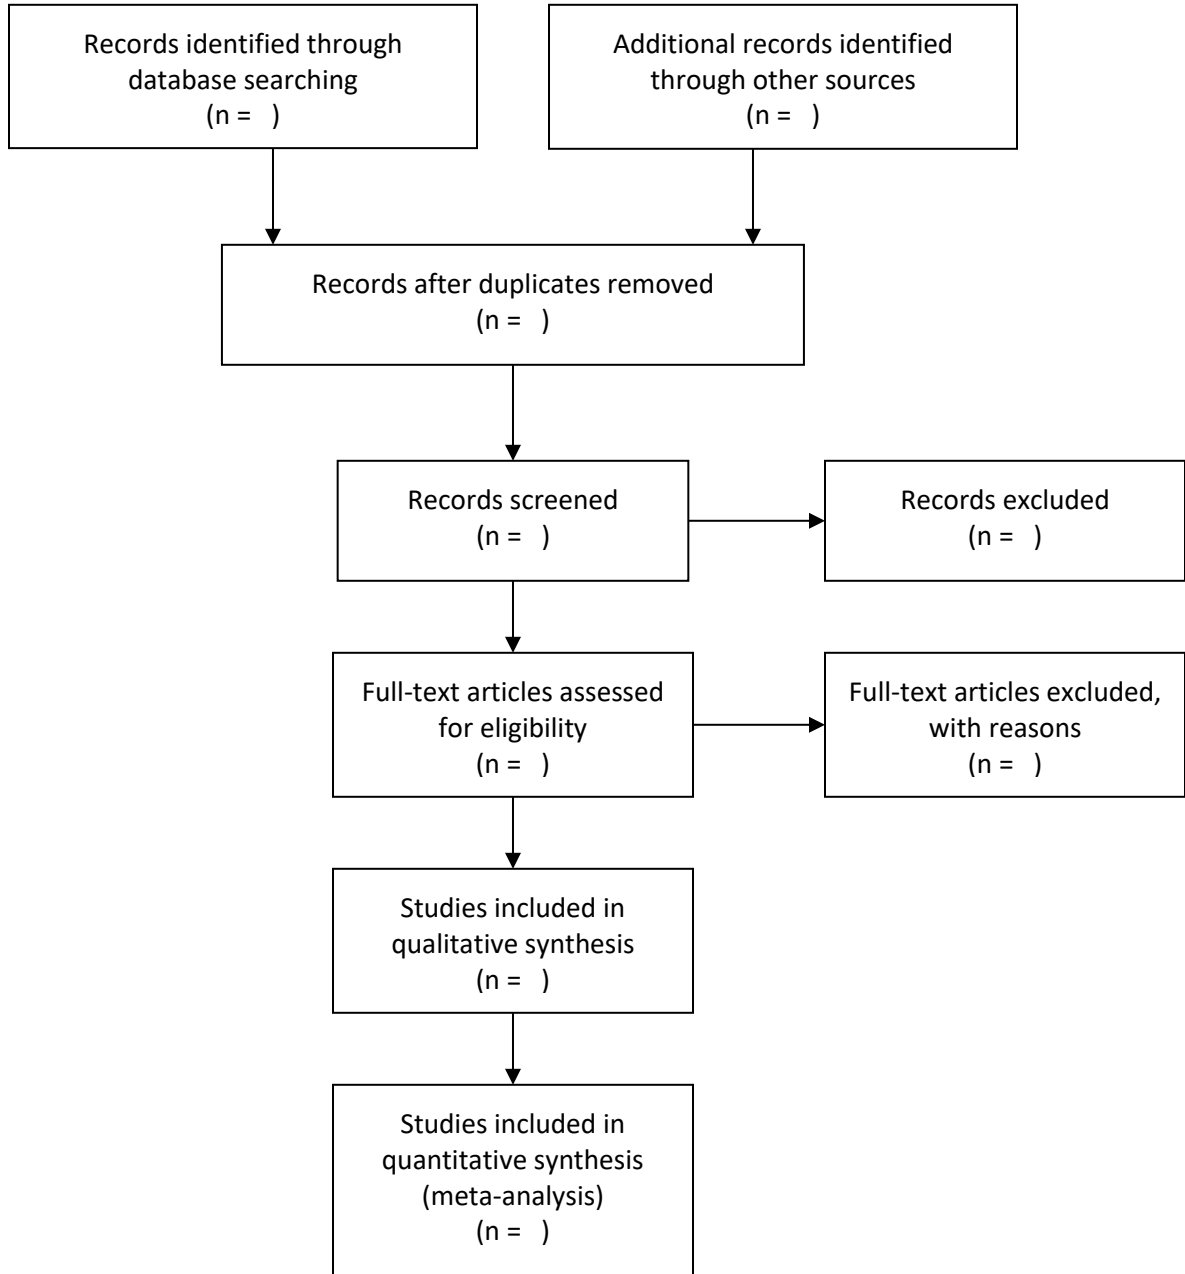 Records identified through
database searching
(n =   )
Additional records identified
through other sources
(n =   )
Records after duplicates removed
(n =   )
Records screened
(n =   )
Records excluded
(n =   )
Full-text articles assessed
for eligibility
(n =   )
Full-text articles excluded,
with reasons
(n =   )
Studies included in
qualitative synthesis
(n =   )
Studies included in
quantitative synthesis
(meta-analysis)
(n =   )